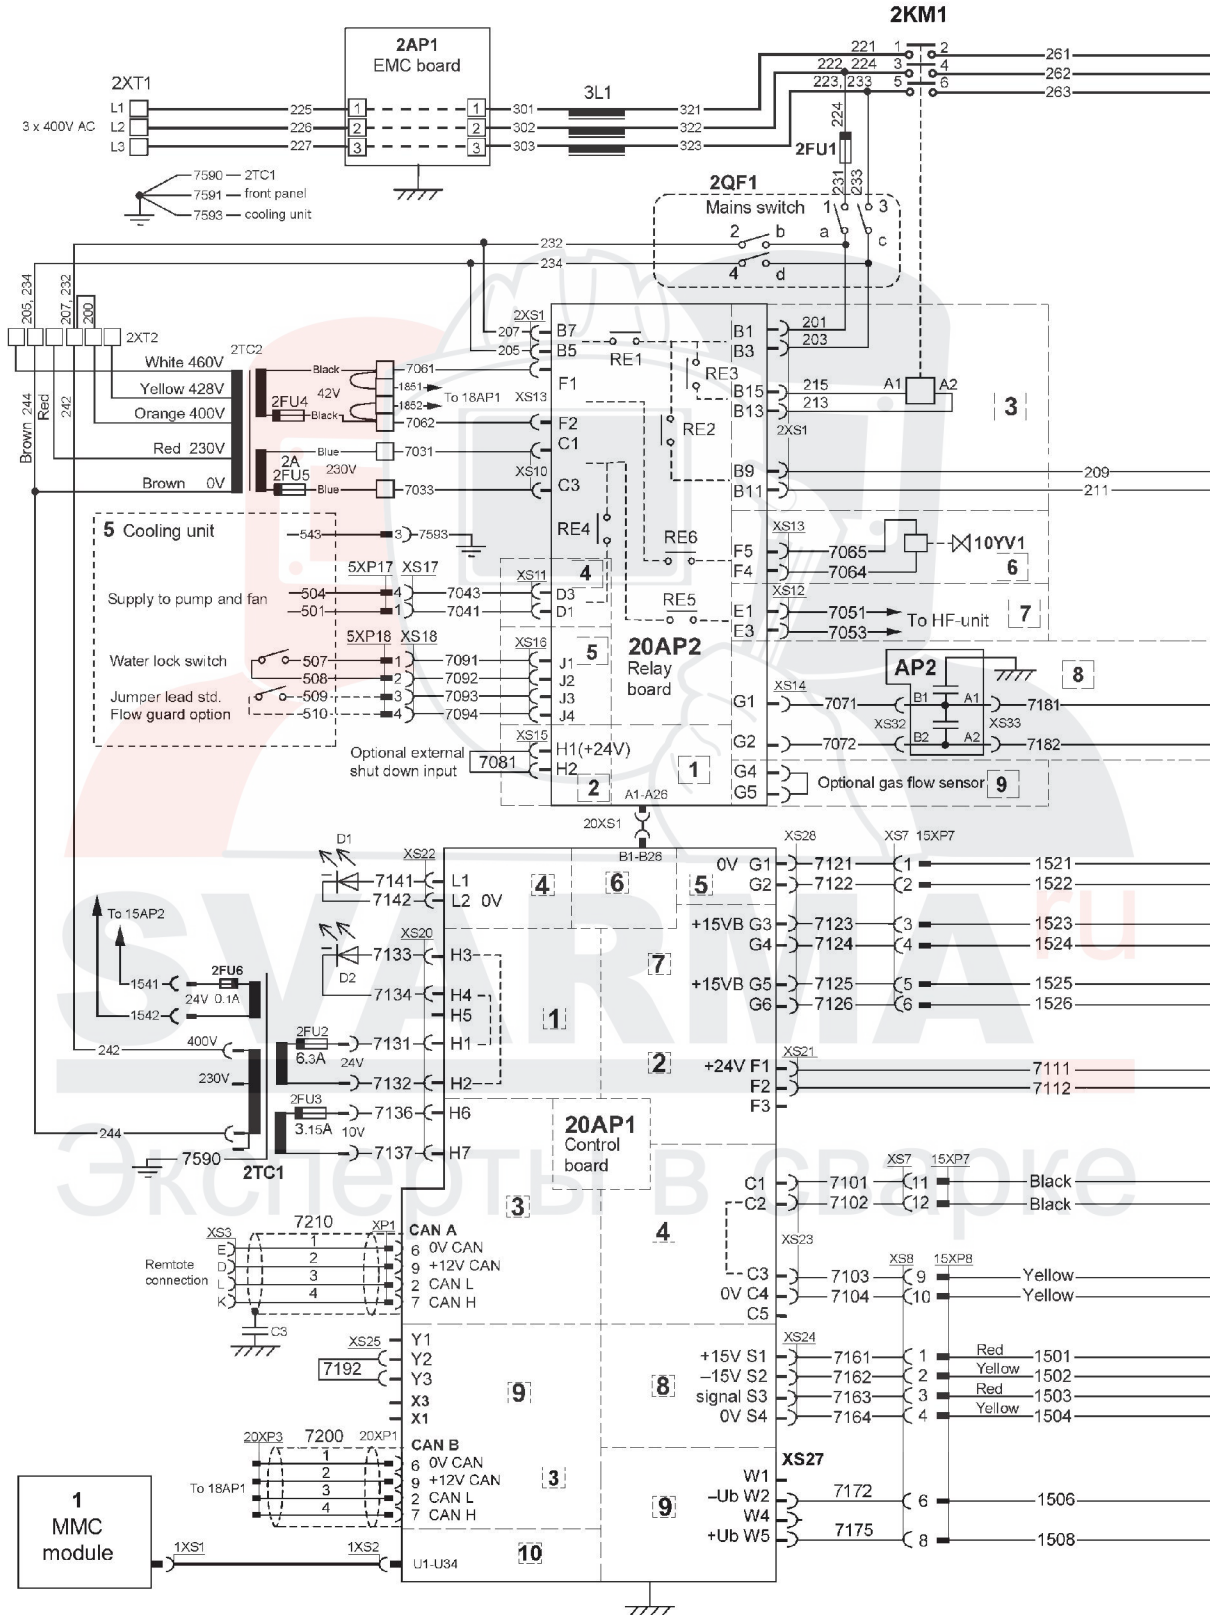 2KM1
2AP1
EMC board
221 1 2 261
222, 224 3 4 262
223, 233 5 6 263
2XT1
3L1
L1 225 1 1 301 321
3 x 400V AC L2 226 2 2 302 322
L3 227 3 3 303 323
224
2FU1
231 233
7590 2TC1
7591 front panel
7593 cooling unit
2QF1
Mains switch
1 3
2 b a c
4 d
232
234
205, 234
207, 232
200
2XT2
2XS1
207 B7
205 B5
RE1
B1 201
B3 203
RE3
White 460V
2TC2
Black 7061
F1
Yellow 428V
42V
1851
1852
To 18AP1
XS13
2FU4
Black 7062 F2
Orange 400V
B15 215 A1 A2
B13 213
2XS1
3
RE2
C1
Brown 244
Red
242
Red 230V
Blue 7031
2A
2FU5
230V
XS10
Blue 7033 C3
Brown 0V
B9 209
B11 211
5 Cooling unit
543 3 7593
RE4
RE6
XS13
F5 7065
F4 7064
10YV1
6
5XP17 XS17
XS11
4
Supply to pump and fan
504 4 7043 D3
501 1 7041 D1
RE5
XS12
E1 7051
E3 7053
To HF-unit
7
5XP18 XS18
XS16
5
20AP2
Relay
board
Water lock switch
507 1 7091 J1
508 2 7092 J2
Jumper lead std.
Flow guard option
509 3 7093 J3
510 4 7094 J4
AP2
8
XS14
G1 7071 B1 A1 7181
XS32 XS33
G2 7072 B2 A2 7182
Optional external
shut down input
XS15
H1(+24V)
7081
H2
2
1
A1-A26
G4
G5
Optional gas flow sensor 9
20XS1
B1-B26
D1
XS22
7141 L1
7142 L2 0V
4
6
5
XS28 XS7 15XP7
0V G1 7121 1 1521
G2 7122 2 1522
+15VB G3 7123 3 1523
G4 7124 4 1524
+15VB G5 7125 5 1525
G6 7126 6 1526
To 15AP2
XS20
D2
7133 H3
7134 H4
H5
7
1
2
2FU6
1541
24V 0.1A
1542
242 400V
2FU2
6.3A 24V
7131 H1
7132 H2
230V
2FU3
3.15A 10V
7136 H6
7137 H7
244
7590
2TC1
XS21
+24V F1 7111
F2 7112
F3
20AP1
Control
board
XS7 15XP7
C1 7101 11 Black
C2 7102 12 Black
3
4
XS23
XS8 15XP8
C3 7103 9 Yellow
0V C4 7104 10 Yellow
C5
XS3 7210 XP1
CAN A
Remtote
connection
E 1 6 0V CAN
D 2 9 +12V CAN
L 3 2 CAN L
K 4 7 CAN H
C3
XS25
Y1
Y2
7192
Y3
X3
X1
9
8
XS24
+15V S1 7161 1 Red 1501
–15V S2 7162 2 Yellow 1502
signal S3 7163 3 Red 1503
0V S4 7164 4 Yellow 1504
20XP3 7200 20XP1
CAN B
To 18AP1
1 6 0V CAN
2 9 +12V CAN
3 2 CAN L
4 7 CAN H
3
9
XS27
W1
–Ub W2 7172 6 1506
W4
+Ub W5 7175 8 1508
1
MMC
module
1XS1 1XS2
U1-U34
10
SVARMA.ru
Эксперты в сварке